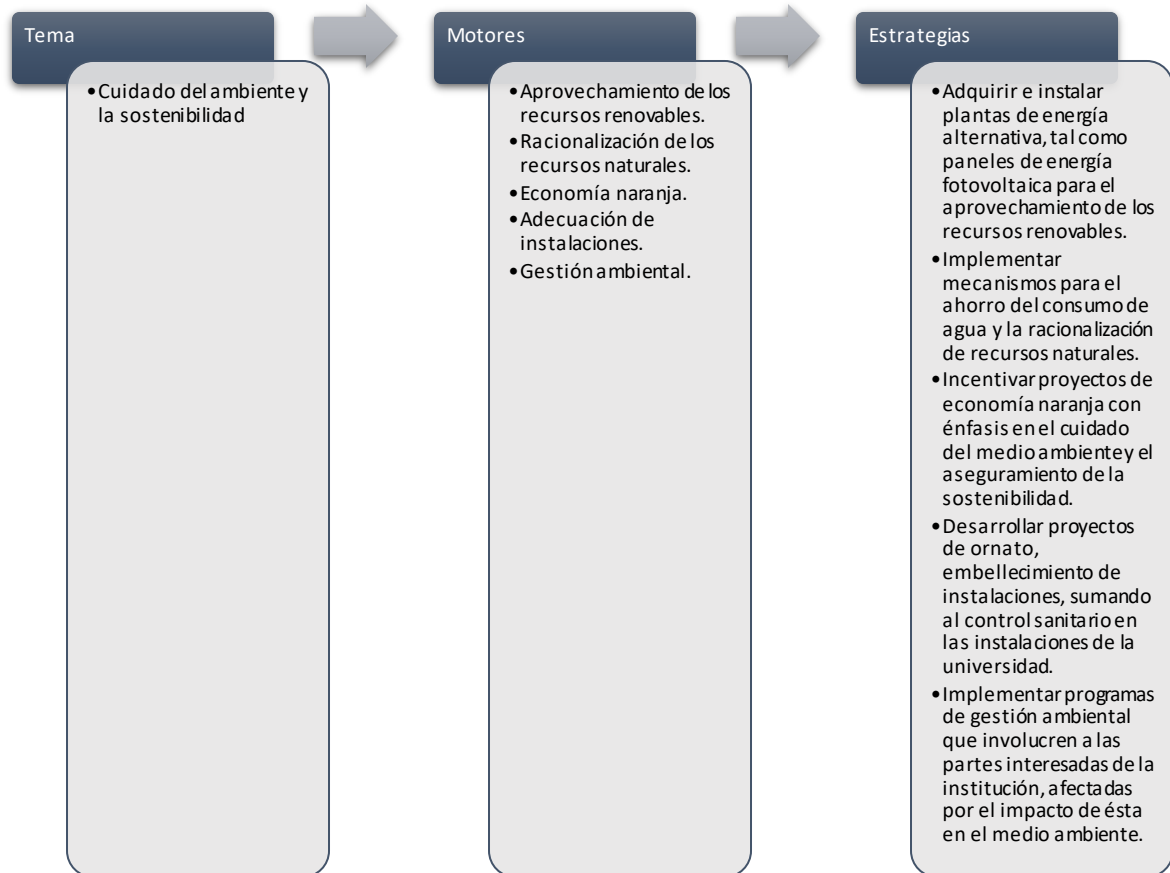 Tema
•Cuidado del ambiente y
la sostenibilidad
Motores
•Aprovechamiento de los
recursos renovables.
•Racionalización de los
recursos naturales.
•Economía naranja.
•Adecuación de
instalaciones.
•Gestión ambiental.
Estrategias
•Adquirir e instalar
plantas de energía
alternativa, tal como
paneles de energía
fotovoltaica para el
aprovechamiento de los
recursos renovables.
•Implementar
mecanismos para el
ahorro del consumo de
agua y la racionalización
de recursos naturales.
•Incentivar proyectos de
economía naranja con
énfasis en el cuidado
del medio ambiente y el
aseguramiento de la
sostenibilidad.
•Desarrollar proyectos
de ornato,
embellecimiento de
instalaciones, sumando
al control sanitario en
las instalaciones de la
universidad.
•Implementar programas
de gestión ambiental
que involucren a las
partes interesadas de la
institución, afectadas
por el impacto de ésta
en el medio ambiente.